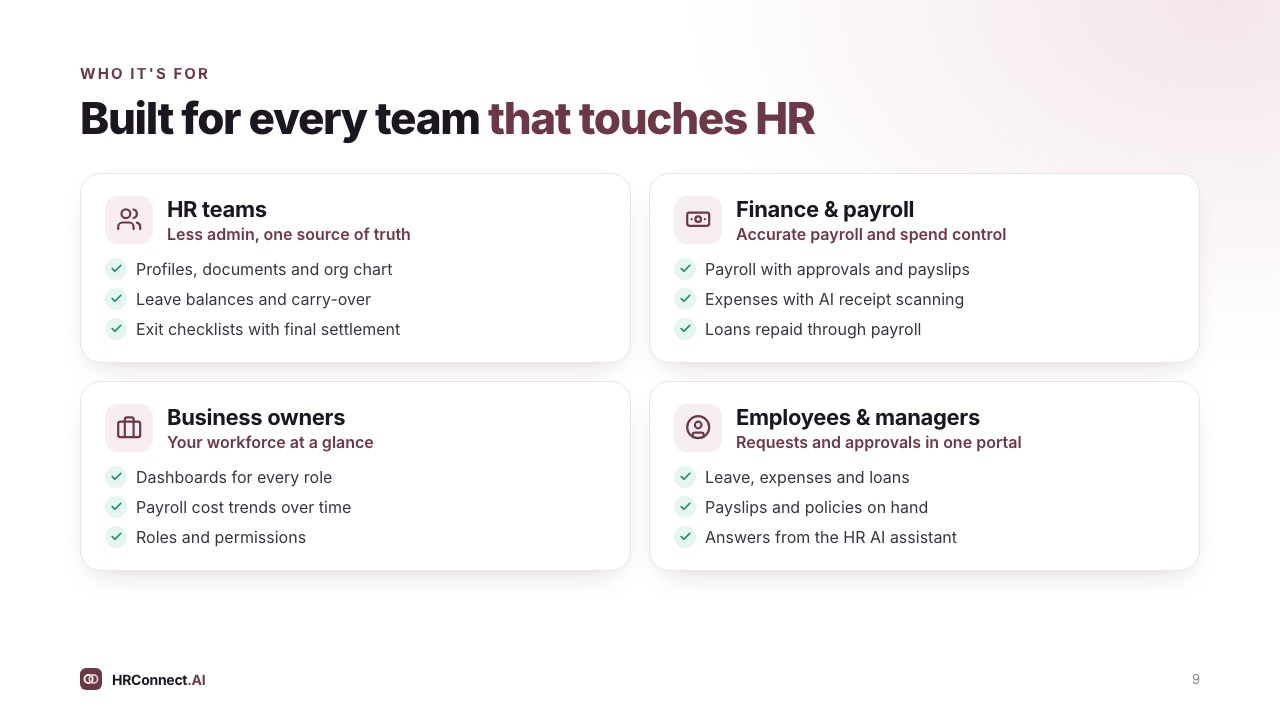 WHO IT'S FOR
Built for every team that touches HR
HR teams
Less admin, one source of truth
Profiles, documents and org chart
Leave balances and carry-over
Exit checklists with final settlement
Finance & payroll
Accurate payroll and spend control
Payroll with approvals and payslips
Expenses with AI receipt scanning
Loans repaid through payroll
Business owners
Your workforce at a glance
Dashboards for every role
Payroll cost trends over time
Roles and permissions
Employees & managers
Requests and approvals in one portal
Leave, expenses and loans
Payslips and policies on hand
Answers from the HR AI assistant
HRConnect.AI
9